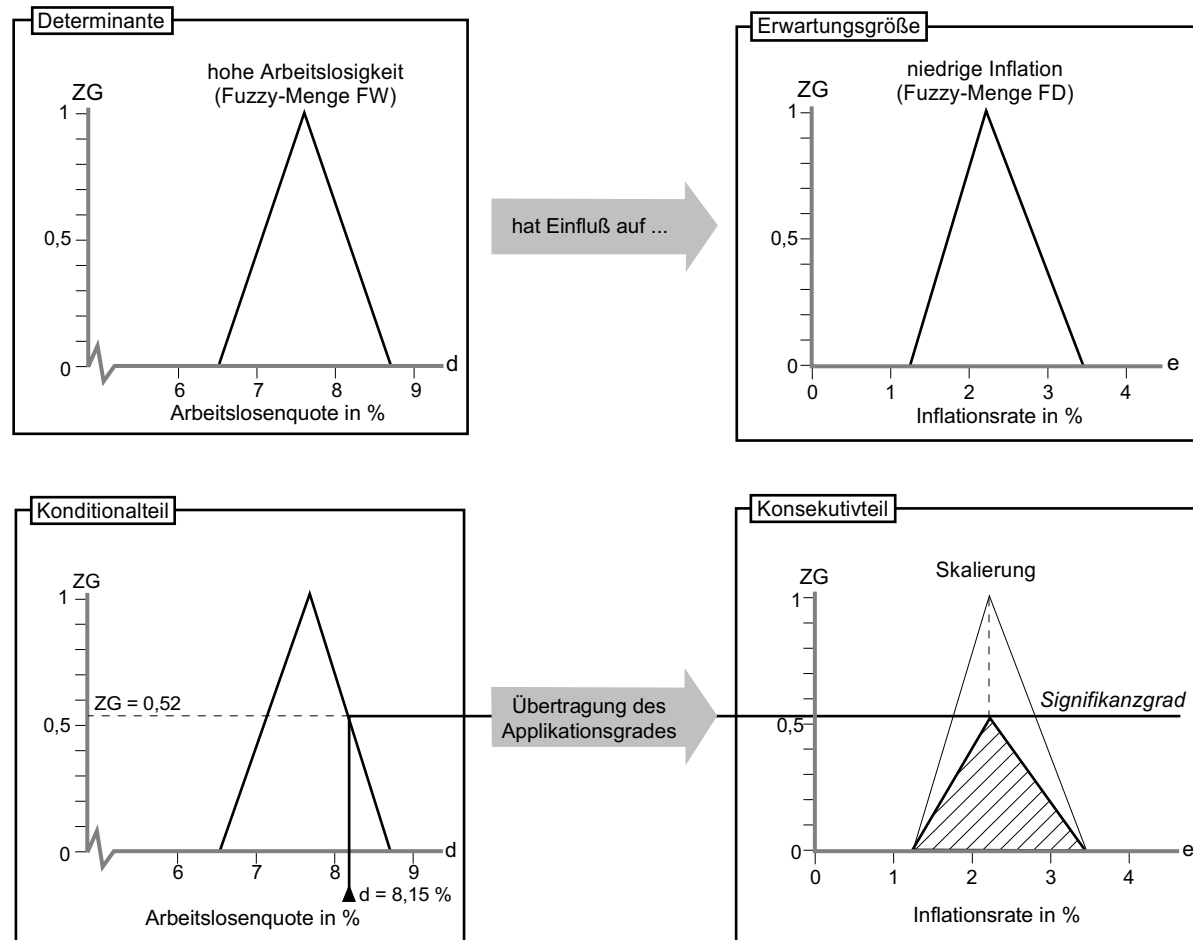 Determinante
hohe Arbeitslosigkeit
(Fuzzy-Menge FW)
ZG
1
0,5
0
6
7
8
9
d
Arbeitslosenquote in %
hat Einfluß auf ...
Erwartungsgröße
niedrige Inflation
(Fuzzy-Menge FD)
ZG
1
0,5
0
0
1
2
3
4
e
Inflationsrate in %
Konditionalteil
ZG
1
ZG = 0,52
0,5
0
6
7
8
9
d
d = 8,15 %
Arbeitslosenquote in %
Übertragung des
Applikationsgrades
Konsekutivteil
ZG
Skalierung
1
Signifikanzgrad
0,5
0
0
1
2
3
4
e
Inflationsrate in %